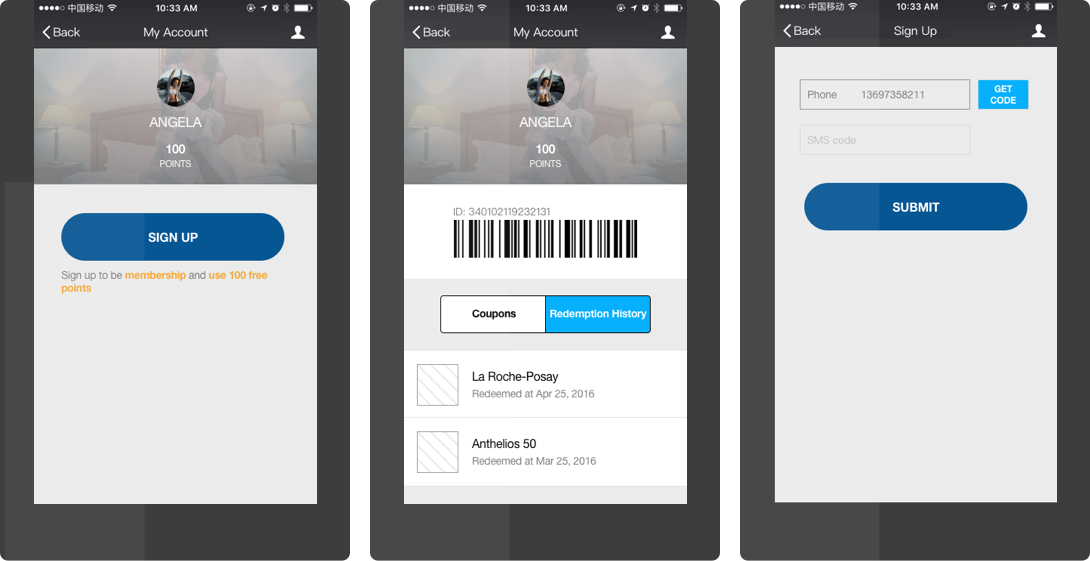 中国移动 10:33 AM
Back My Account
ANGELA
100
POINTS
SIGN UP
Sign up to be membership and use 100 free
points
中国移动 10:33 AM
Back My Account
ANGELA
100
POINTS
ID: 340102119232131
Coupons Redemption History
La Roche-Posay
Redeemed at Apr 25, 2016
Anthelios 50
Redeemed at Mar 25, 2016
中国移动 10:33 AM
Back Sign Up
Phone 13697358211
GET
CODE
SMS code
SUBMIT